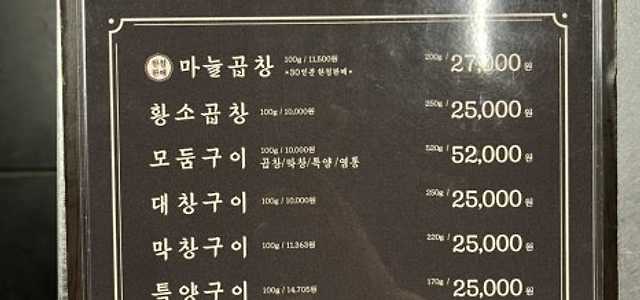 한정 판매 마늘곱창 100g / 11,500원 200g / 27,000원
*30인분 한정판매*
황소곱창 100g / 10,000원 250g / 25,000원
모둠구이 100g / 10,000원 520g / 52,000원
곱창/막창/특양/염통
대창구이 100g / 10,000원 250g / 25,000원
막창구이 100g / 11,363원 220g / 25,000원
특양구이 100g / 14,705원 170g / 25,000원